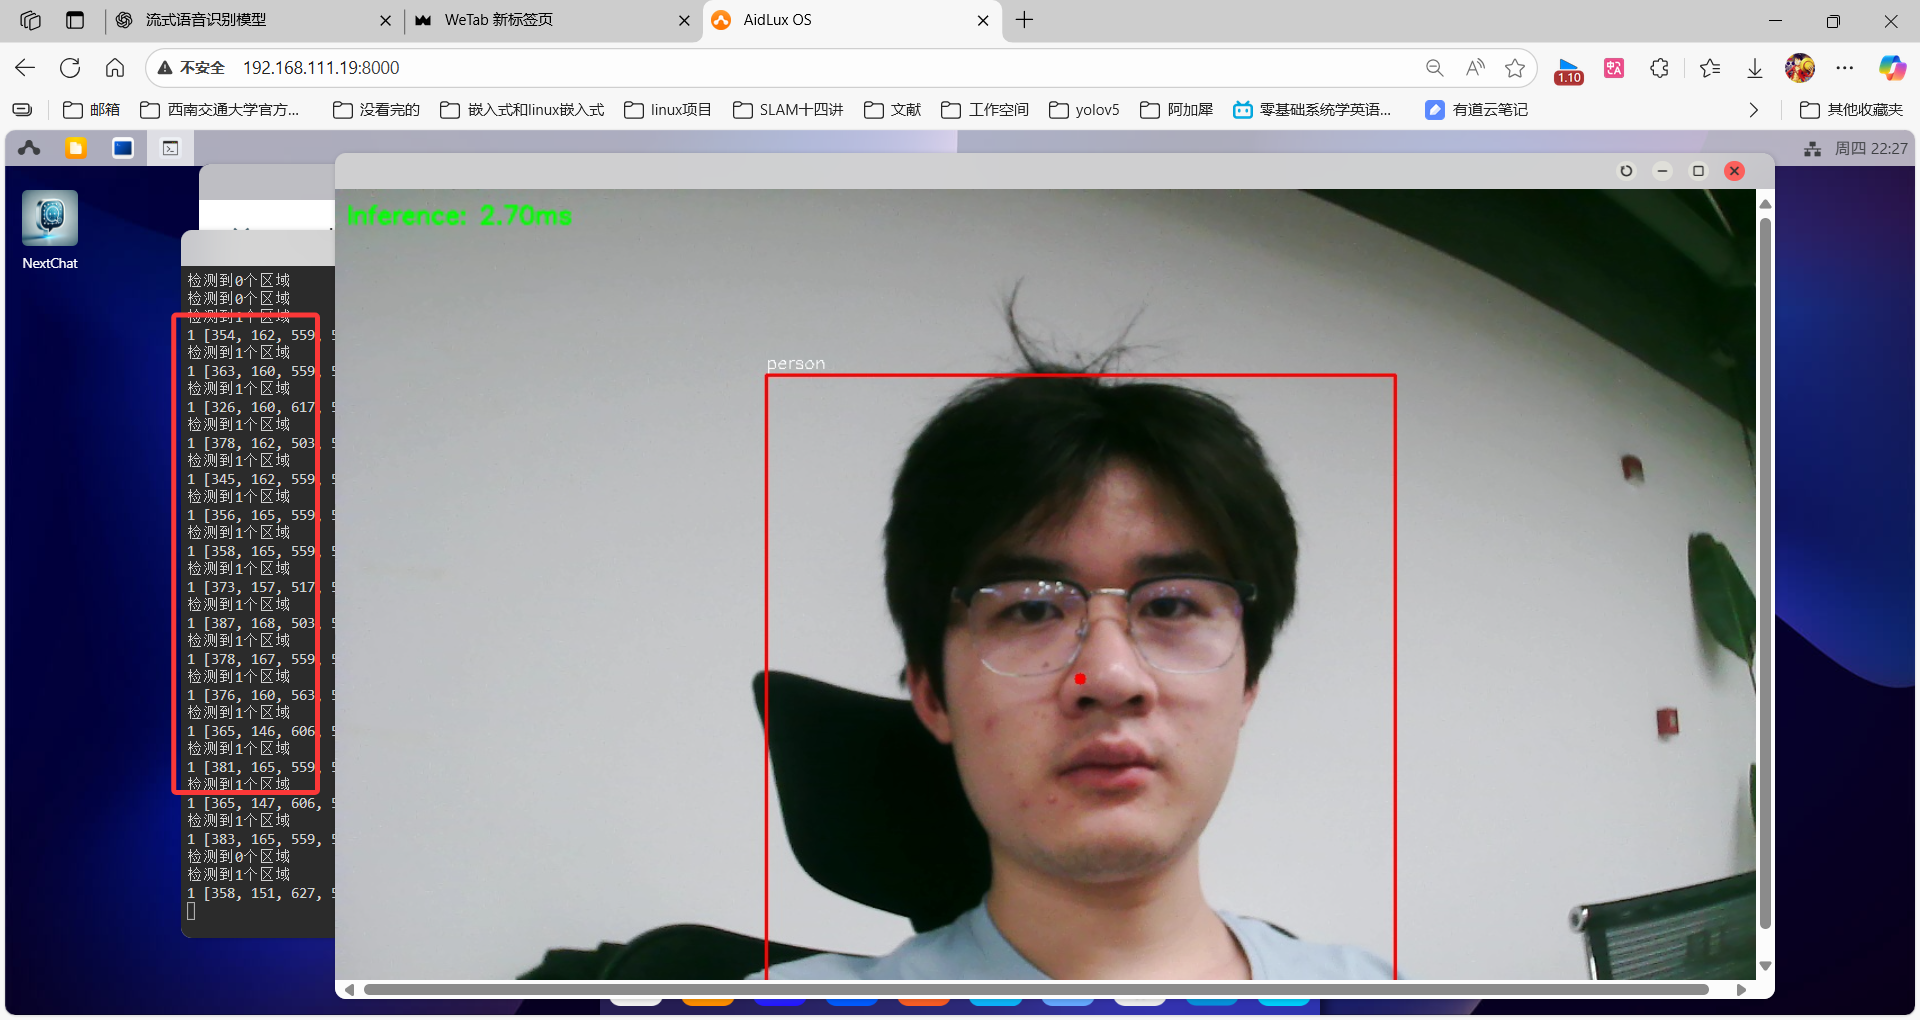 流式语音识别模型
WeTab 新标签页
AidLux OS
不安全
192.168.111.19:8000
1.10
邮箱
西南交通大学官方...
没看完的
嵌入式和linux嵌入式
linux项目
SLAM十四讲
文献
工作空间
yolov5
阿加犀
零基础系统学英语...
有道云笔记
其他收藏夹
周四 22:27
NextChat
检测到0个区域
检测到0个区域
检测到1个区域
1 [354, 162, 559,
检测到1个区域
1 [363, 160, 559,
检测到1个区域
1 [326, 160, 617,
检测到1个区域
1 [378, 162, 503,
检测到1个区域
1 [345, 162, 559,
检测到1个区域
1 [356, 165, 559,
检测到1个区域
1 [358, 165, 559,
检测到1个区域
1 [373, 157, 517,
检测到1个区域
1 [387, 168, 503,
检测到1个区域
1 [378, 167, 559,
检测到1个区域
1 [376, 160, 563,
检测到1个区域
1 [365, 146, 606,
检测到1个区域
1 [381, 165, 559,
检测到1个区域
1 [365, 147, 606,
检测到1个区域
1 [383, 165, 559,
检测到0个区域
检测到1个区域
1 [358, 151, 627,
Inference: 2.70ms
person